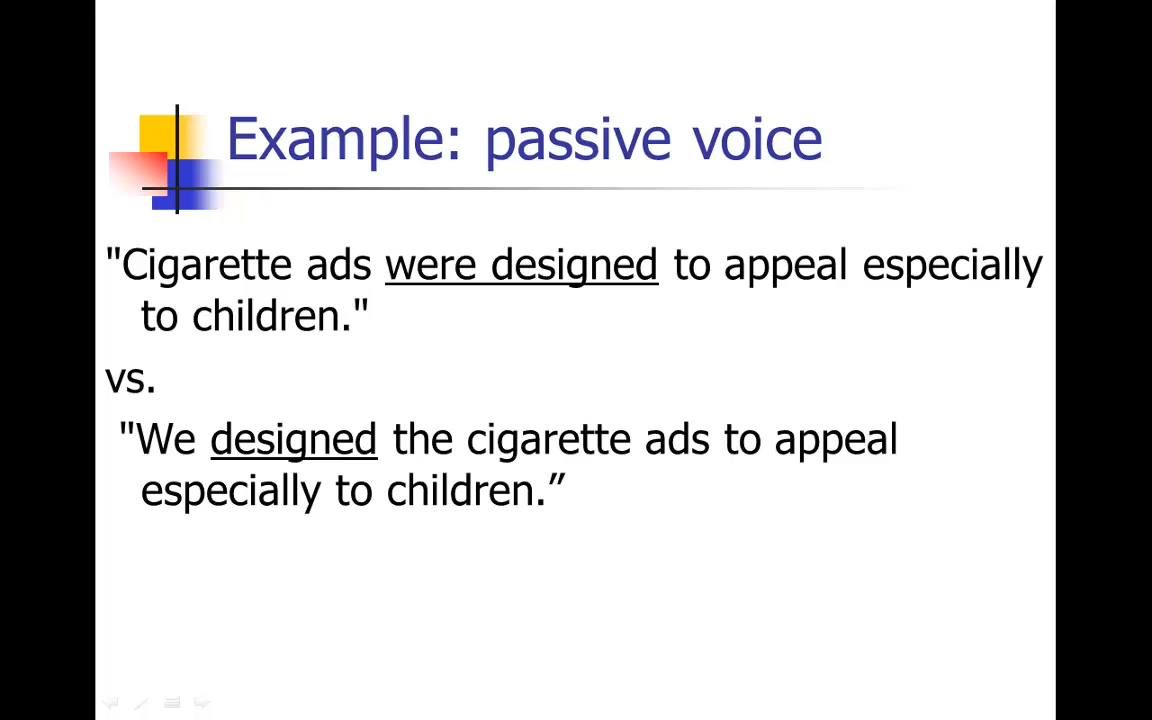 Example: passive voice
"Cigarette ads were designed to appeal especially
to children."
vs.
"We designed the cigarette ads to appeal
especially to children.”